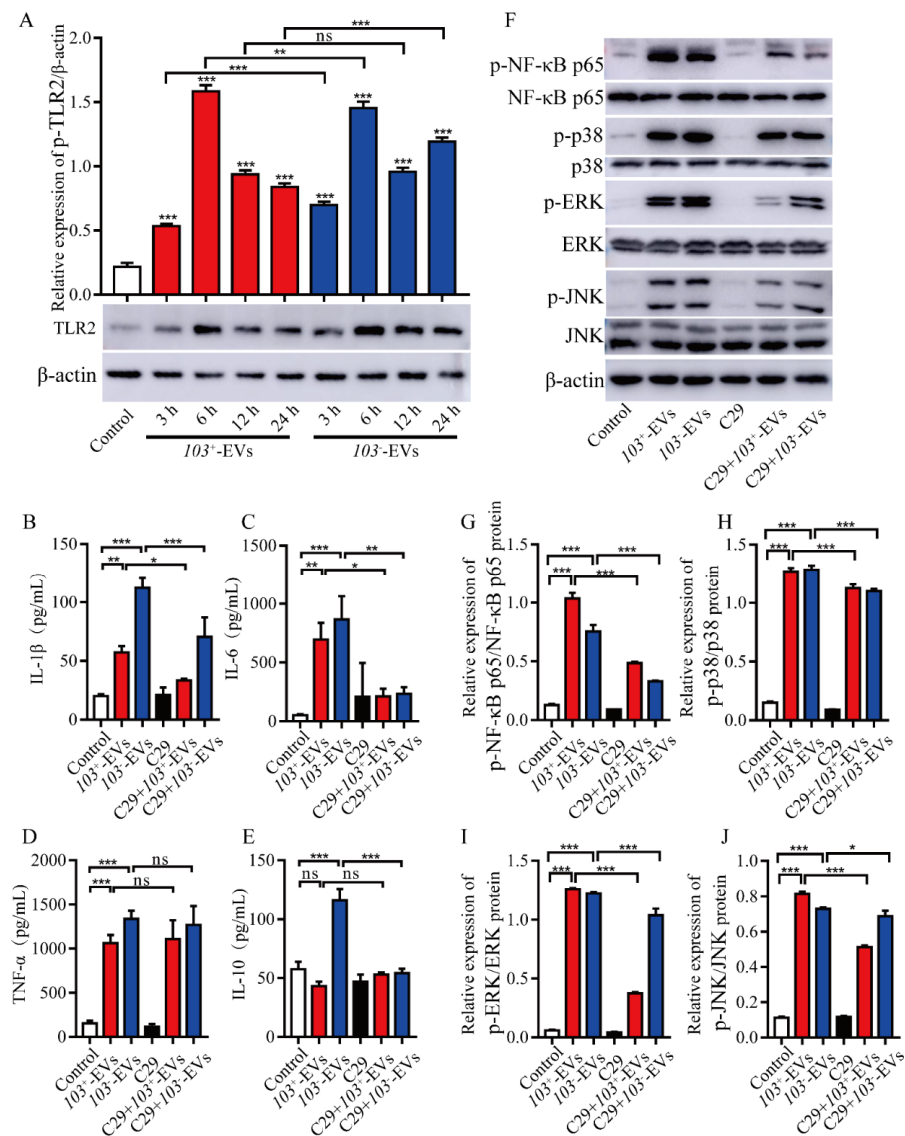 A
Relative expression of p-TLR2/β-actin
2.0
1.5
1.0
0.5
0.0
***
ns
**
***
***
***
***
***
***
***
***
***
TLR2
β-actin
Control
3 h
6 h
12 h
24 h
3 h
6 h
12 h
24 h
103⁺-EVs
103⁻-EVs
F
p-NF-κB p65
NF-κB p65
p-p38
p38
p-ERK
ERK
p-JNK
JNK
β-actin
Control
103⁺-EVs
103⁻-EVs
C29
C29+103⁺-EVs
C29+103⁻-EVs
B
IL-1β (pg/mL)
150
100
50
0
***
***
**
*
Control
103⁺-EVs
103⁻-EVs
C29
C29+103⁺-EVs
C29+103⁻-EVs
C
IL-6 (pg/mL)
1500
1000
500
0
***
**
**
*
Control
103⁺-EVs
103⁻-EVs
C29
C29+103⁺-EVs
C29+103⁻-EVs
G
Relative expression of
p-NF-κB p65/NF-κB p65 protein
1.5
1.0
0.5
0.0
***
***
***
***
Control
103⁺-EVs
103⁻-EVs
C29
C29+103⁺-EVs
C29+103⁻-EVs
H
Relative expression of
p-p38/p38 protein
1.5
1.0
0.5
0.0
***
***
***
***
Control
103⁺-EVs
103⁻-EVs
C29
C29+103⁺-EVs
C29+103⁻-EVs
D
TNF-α (pg/mL)
2000
1500
1000
500
0
***
ns
***
ns
Control
103⁺-EVs
103⁻-EVs
C29
C29+103⁺-EVs
C29+103⁻-EVs
E
IL-10 (pg/mL)
150
100
50
0
***
***
ns
ns
Control
103⁺-EVs
103⁻-EVs
C29
C29+103⁺-EVs
C29+103⁻-EVs
I
Relative expression of
p-ERK/ERK protein
1.5
1.0
0.5
0.0
***
***
***
***
Control
103⁺-EVs
103⁻-EVs
C29
C29+103⁺-EVs
C29+103⁻-EVs
J
Relative expression of
p-JNK/JNK protein
1.0
0.8
0.6
0.4
0.2
0.0
***
*
***
***
Control
103⁺-EVs
103⁻-EVs
C29
C29+103⁺-EVs
C29+103⁻-EVs